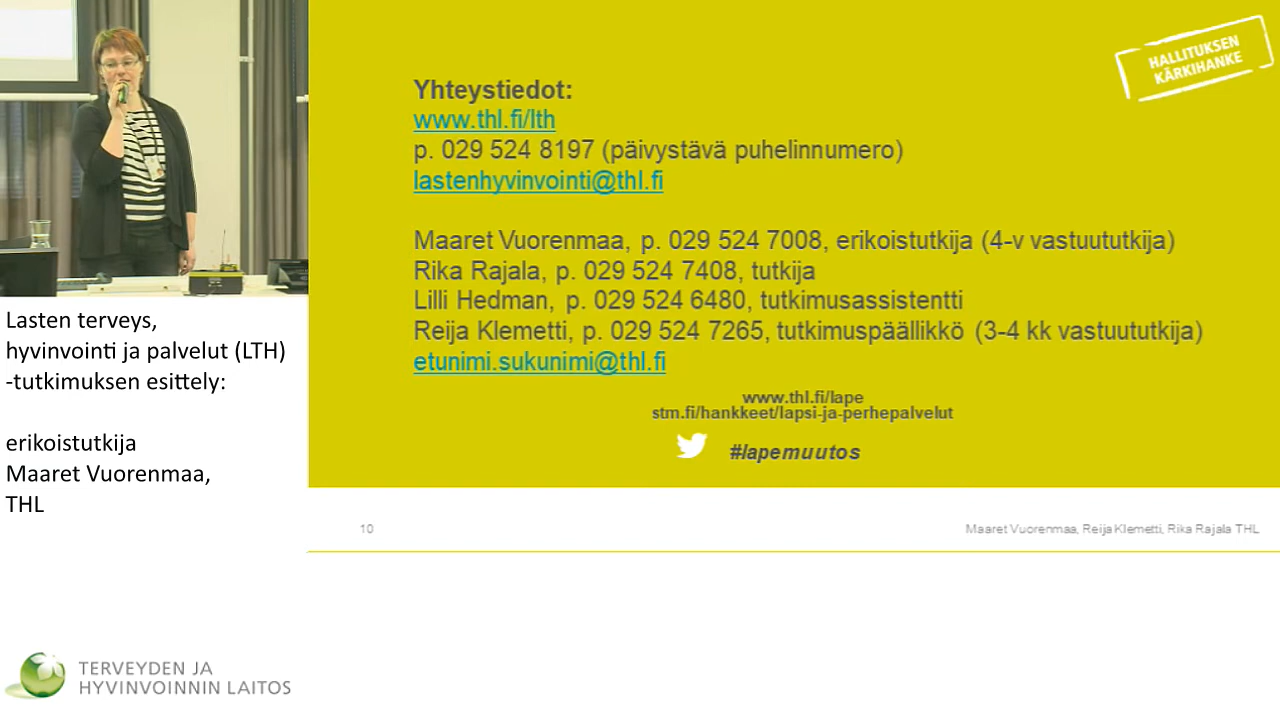 HALLITUKSEN
KÄRKIHANKE
Yhteystiedot:
www.thl.fi/lth
p. 029 524 8197 (päivystävä puhelinnumero)
lastenhyvinvointi@thl.fi
Maaret Vuorenmaa, p. 029 524 7008, erikoistutkija (4-v vastuututkija)
Rika Rajala, p. 029 524 7408, tutkija
Lilli Hedman, p. 029 524 6480, tutkimusassistentti
Reija Klemetti, p. 029 524 7265, tutkimuspäällikkö (3-4 kk vastuututkija)
etunimi.sukunimi@thl.fi
www.thl.fi/lape
stm.fi/hankkeet/lapsi-ja-perhepalvelut
#lapemuutos
10
Maaret Vuorenmaa, Reija Klemetti, Rika Rajala THL
Lasten terveys,
hyvinvointi ja palvelut (LTH)
-tutkimuksen esittely:
erikoistutkija
Maaret Vuorenmaa,
THL
TERVEYDEN JA
HYVINVOINNIN LAITOS